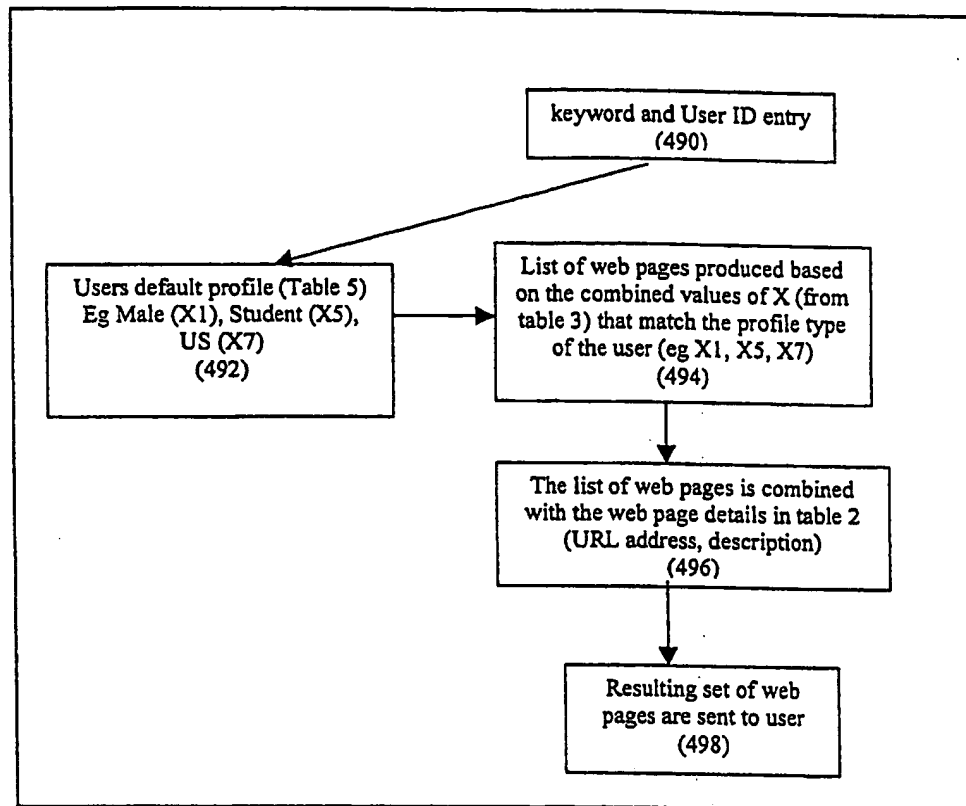 keyword and User ID entry
(490)
Users default profile (Table 5)
Eg Male (X1), Student (X5),
US (X7)
(492)
List of web pages produced based
on the combined values of X (from
table 3) that match the profile type
of the user (eg X1, X5, X7)
(494)
The list of web pages is combined
with the web page details in table 2
(URL address, description)
(496)
Resulting set of web
pages are sent to user
(498)